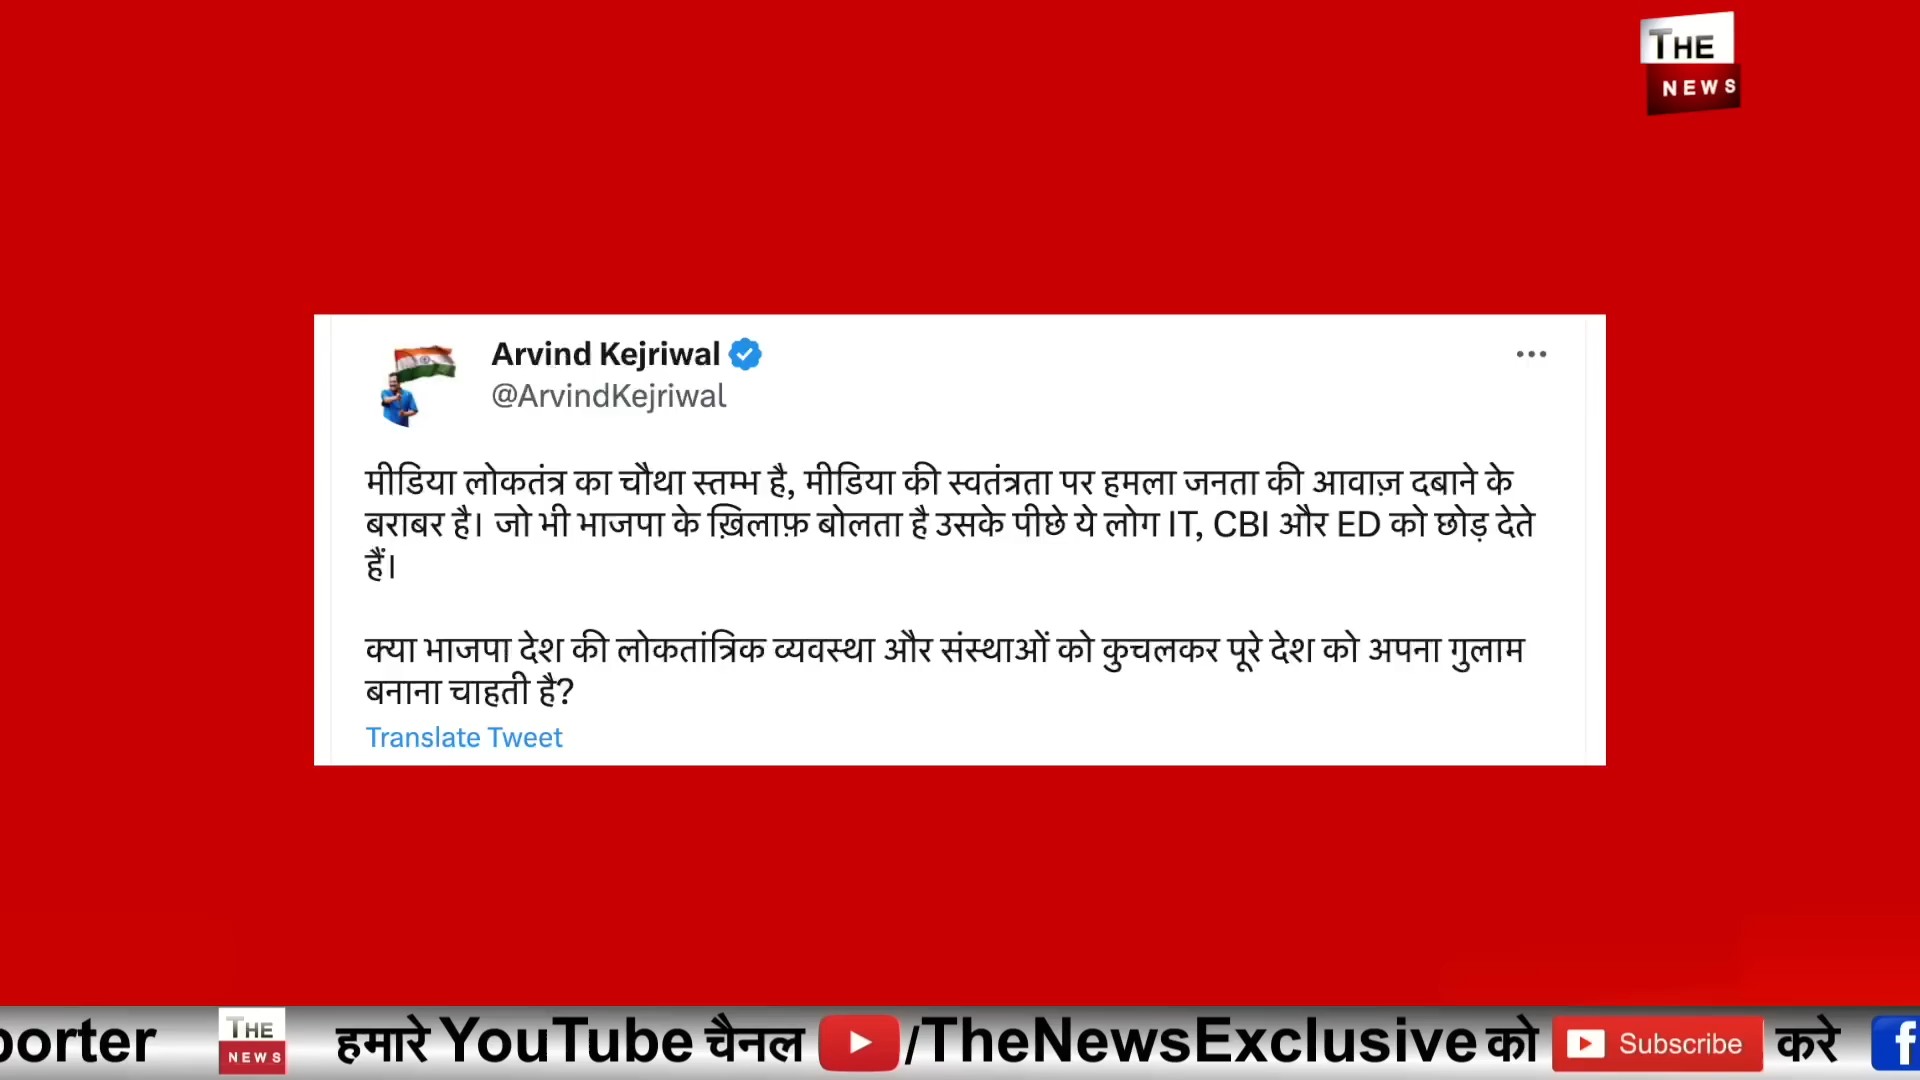 THE
NEWS
Arvind Kejriwal
@ArvindKejriwal
मीडिया लोकतंत्र का चौथा स्तम्भ है, मीडिया की स्वतंत्रता पर हमला जनता की आवाज़ दबाने के
बराबर है। जो भी भाजपा के ख़िलाफ़ बोलता है उसके पीछे ये लोग IT, CBI और ED को छोड़ देते
हैं।
क्या भाजपा देश की लोकतांत्रिक व्यवस्था और संस्थाओं को कुचलकर पूरे देश को अपना गुलाम
बनाना चाहती है?
Translate Tweet
porter THE NEWS हमारे YouTube चैनल /TheNewsExclusive को Subscribe करे